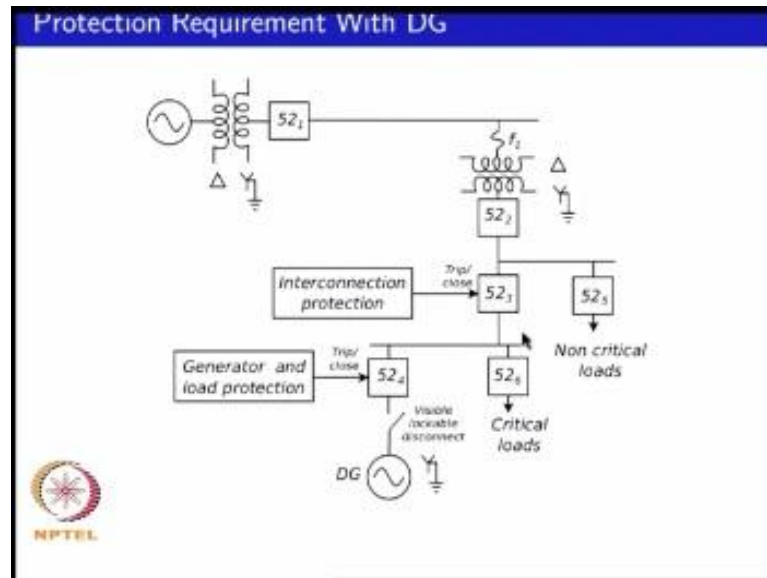 Protection Requirement With DG
52₁
f₁
Δ
Δ
52₂
Interconnection
protection
Trip/
close
52₃
52₅
Non critical
loads
Generator and
load protection
Trip/
close
52₄
52₆
Critical
loads
Visible
lockable
disconnect
DG
NPTEL